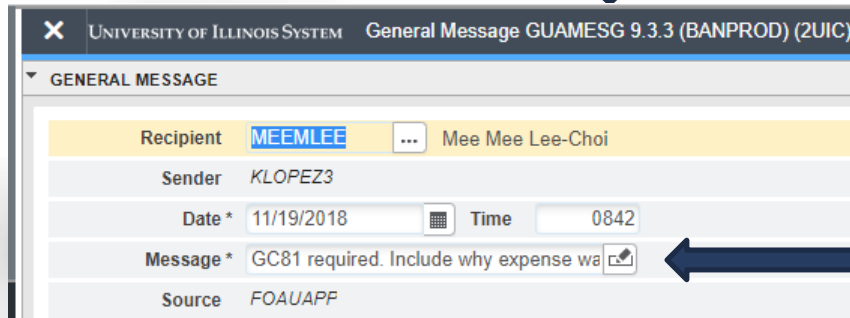 UNIVERSITY OF ILLINOIS SYSTEM General Message GUAMESG 9.3.3 (BANPROD) (2UIC)
GENERAL MESSAGE
Recipient MEEMLEE ... Mee Mee Lee-Choi
Sender KLOPEZ3
Date * 11/19/2018 Time 0842
Message * GC81 required. Include why expense wa
Source FOAUAPF